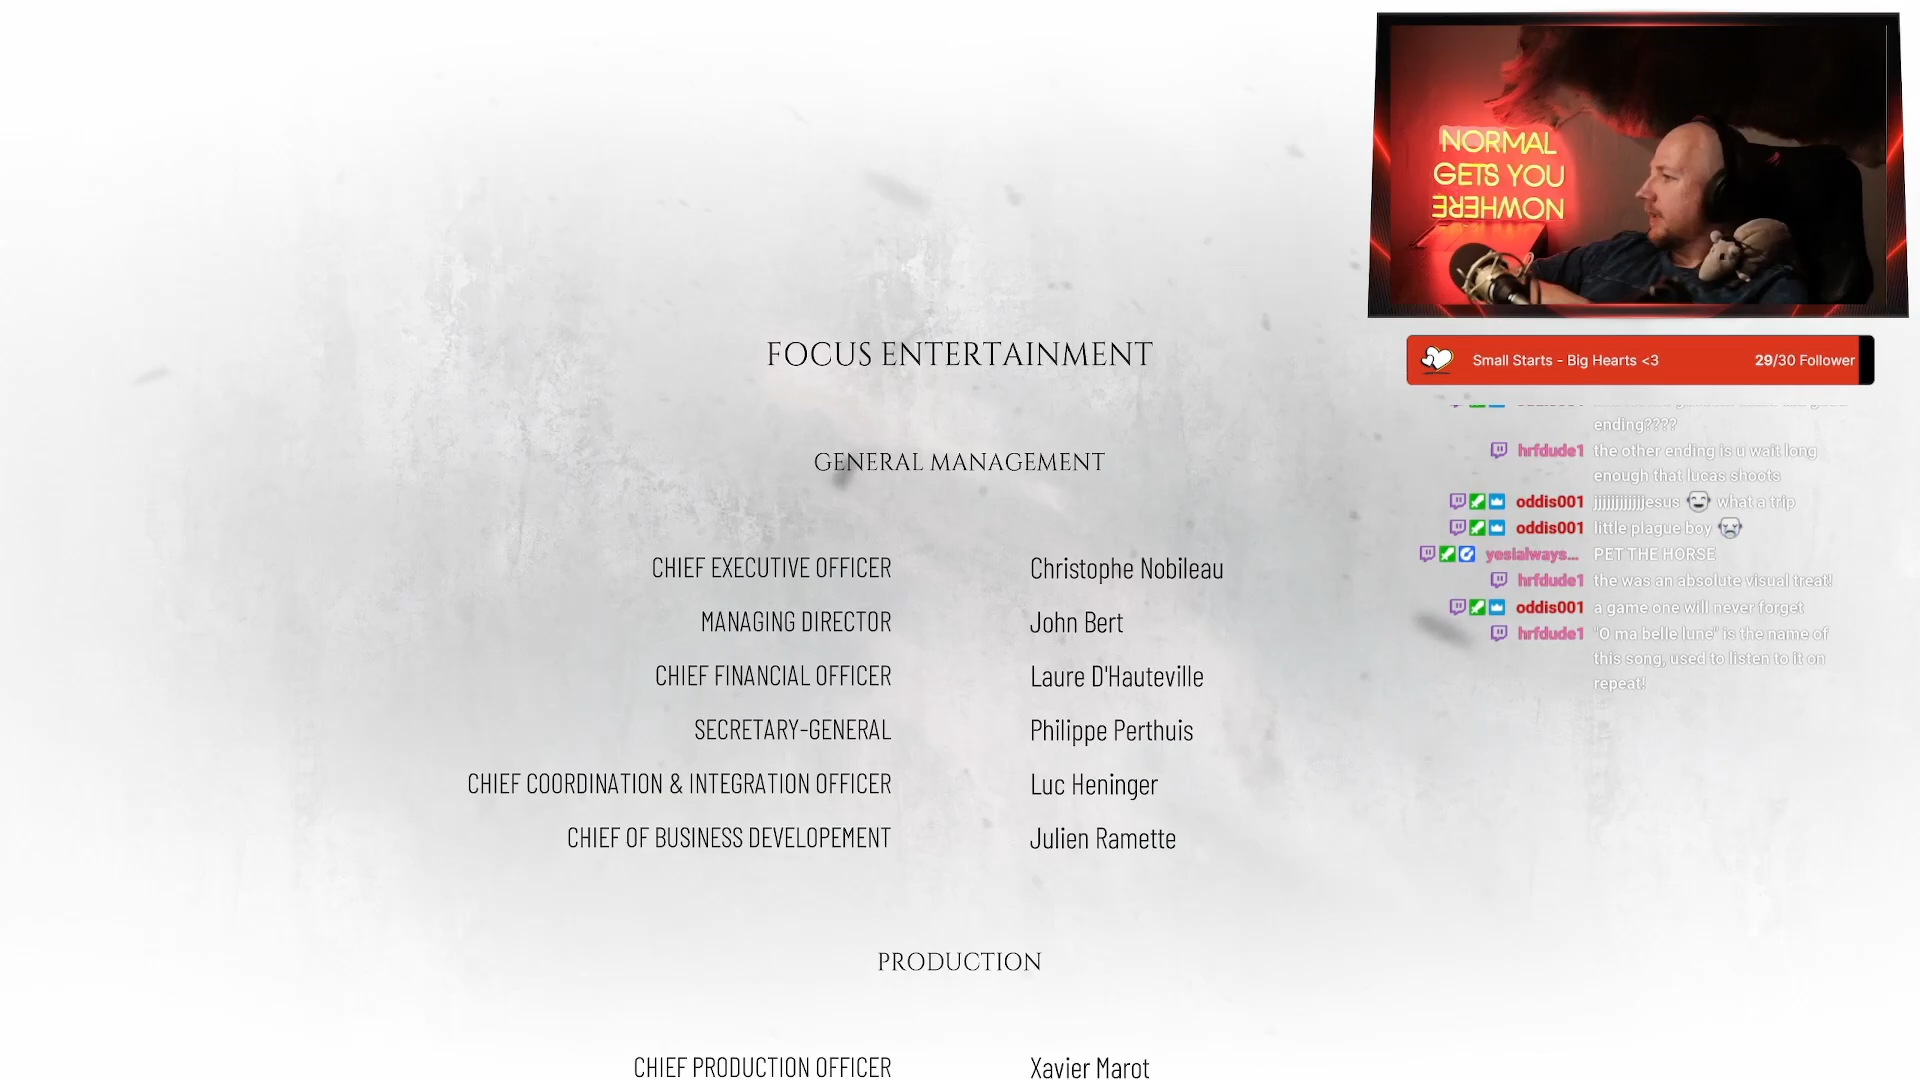 NORMAL
GETS YOU
NOWHERE
Small Starts - Big Hearts <3
29/30 Follower
FOCUS ENTERTAINMENT
GENERAL MANAGEMENT
CHIEF EXECUTIVE OFFICER Christophe Nobileau
MANAGING DIRECTOR John Bert
CHIEF FINANCIAL OFFICER Laure D'Hauteville
SECRETARY-GENERAL Philippe Perthuis
CHIEF COORDINATION & INTEGRATION OFFICER Luc Heninger
CHIEF OF BUSINESS DEVELOPEMENT Julien Ramette
PRODUCTION
CHIEF PRODUCTION OFFICER Xavier Marot
ending????
hrfdude1 the other ending is u wait long
enough that lucas shoots
oddis001 jjjjjjjjjjjjesus what a trip
oddis001 little plague boy
yesialways... PET THE HORSE
hrfdude1 the was an absolute visual treat!
oddis001 a game one will never forget
hrfdude1 "O ma belle lune" is the name of
this song, used to listen to it on
repeat!